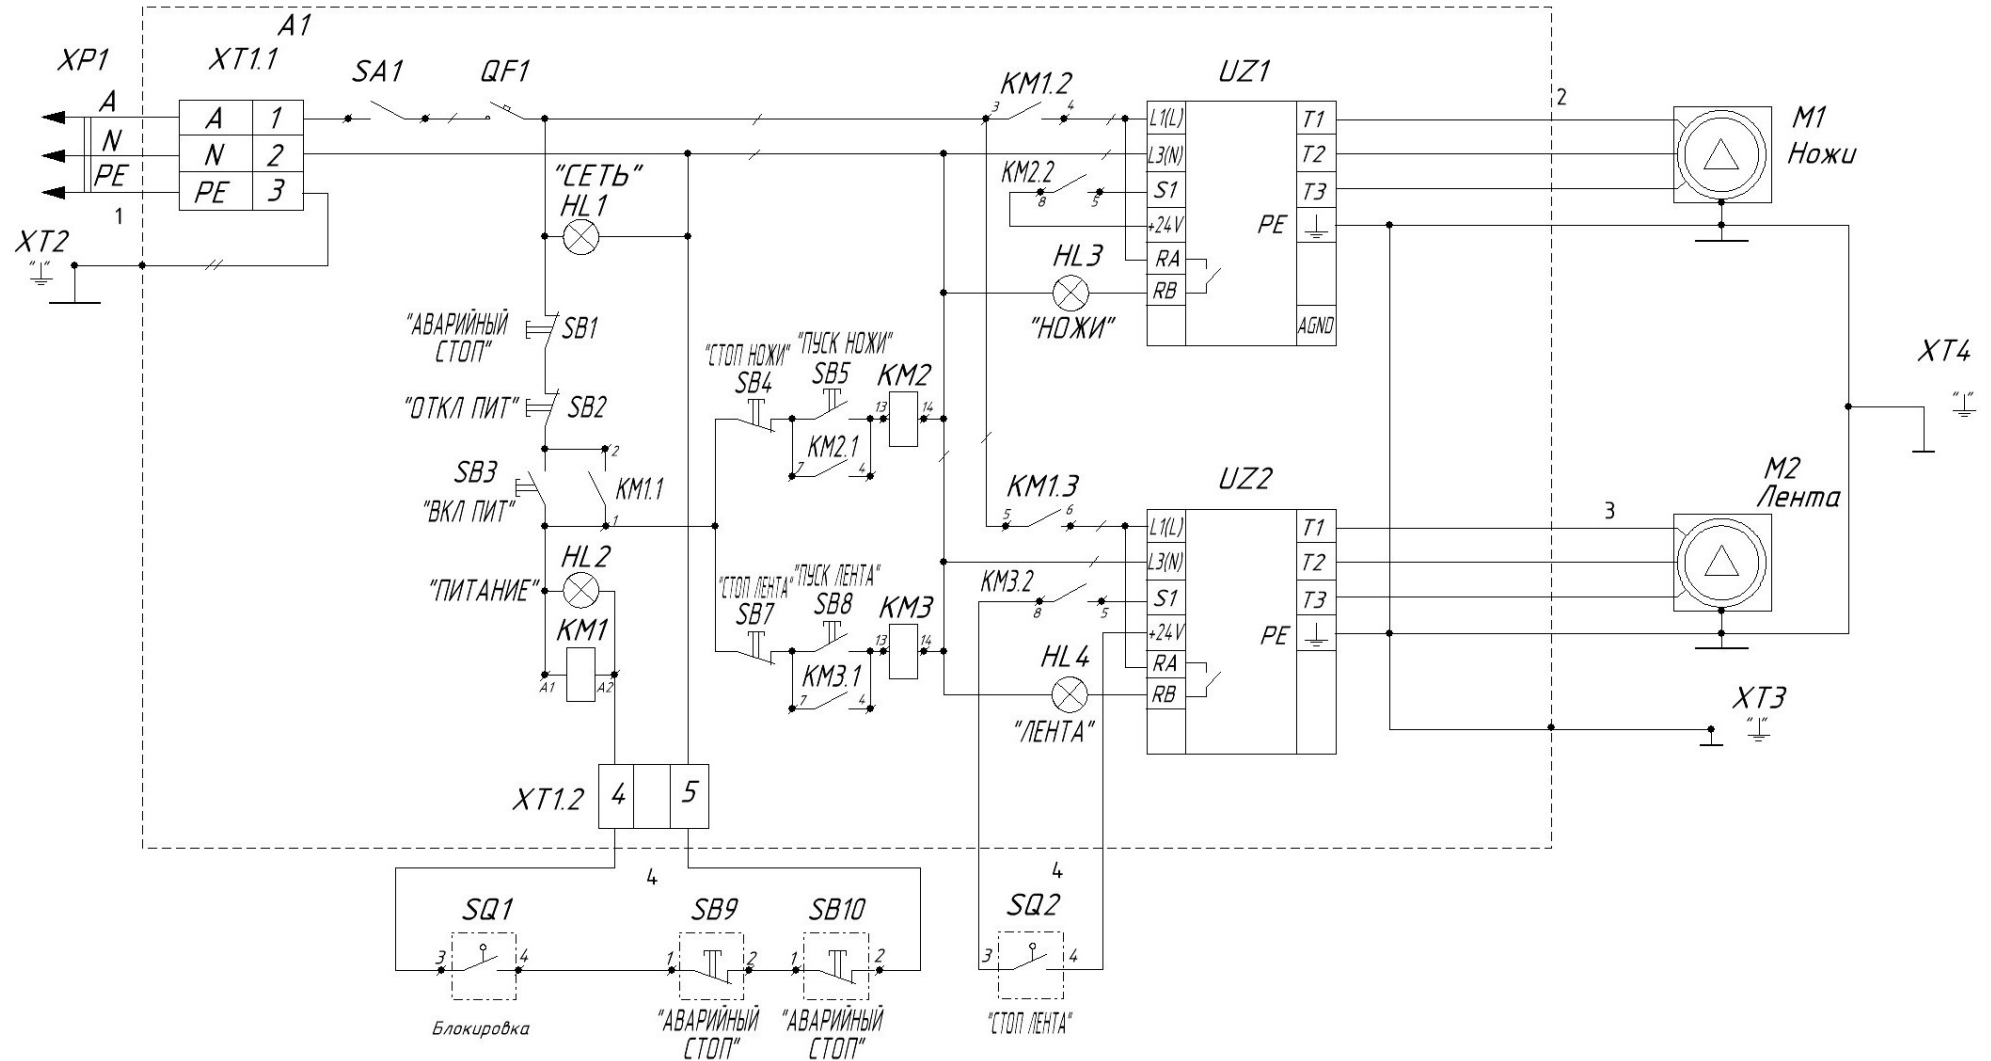 A1
XP1
XT1.1
SA1
QF1
KM1.2
UZ1
2
M1
Ножи
A
N
PE
1
A 1
N 2
PE 3
3 4
L1(L)
L3(N)
S1
+24V
RA
RB
T1
T2
T3
PE
AGND
KM2.2
8 5
XT2
"СЕТЬ"
HL1
HL3
"НОЖИ"
"АВАРИЙНЫЙ
СТОП"
SB1
"ОТКЛ ПИТ"
SB2
"СТОП НОЖИ"
SB4
"ПУСК НОЖИ"
SB5
KM2
13 14
KM2.1
7 4
XT4
SB3
"ВКЛ ПИТ"
2
KM1.1
1
KM1.3
5 6
UZ2
3
M2
Лента
L1(L)
L3(N)
S1
+24V
RA
RB
T1
T2
T3
PE
KM3.2
8 5
HL2
"ПИТАНИЕ"
KM1
A1 A2
"СТОП ЛЕНТА"
SB7
"ПУСК ЛЕНТА"
SB8
KM3
13 14
KM3.1
7 4
HL4
"ЛЕНТА"
XT3
XT1.2
4 5
4
4
SQ1
3 4
Блокировка
SB9
1 2
"АВАРИЙНЫЙ
СТОП"
SB10
1 2
"АВАРИЙНЫЙ
СТОП"
SQ2
3 4
"СТОП ЛЕНТА"